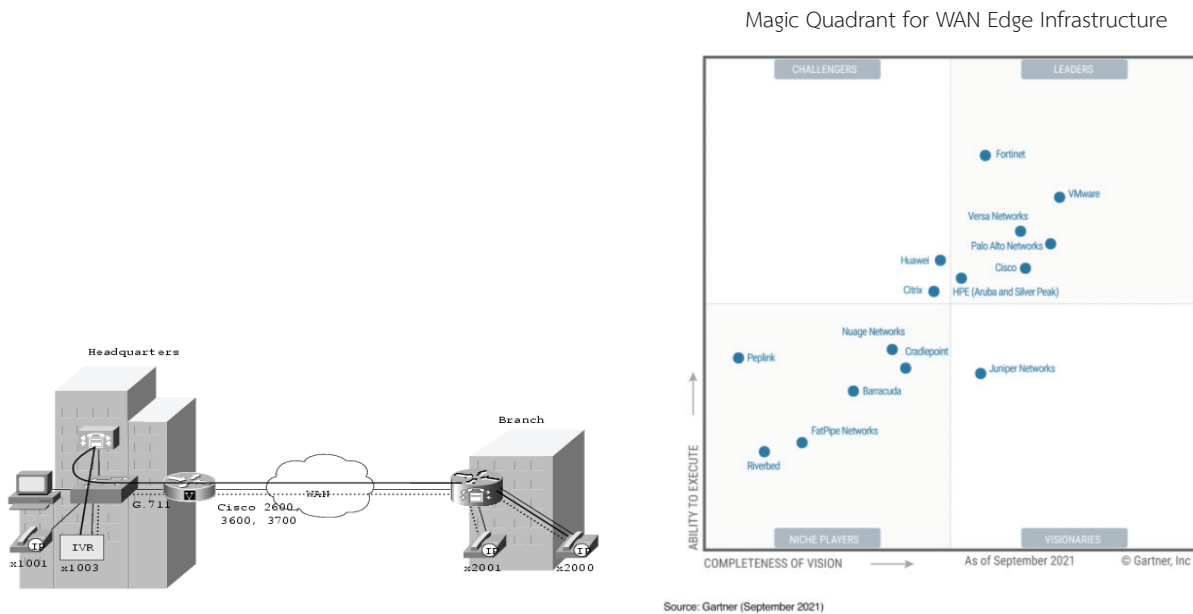 Headquarters
Branch
G.711
WAN
Cisco 2600,
3600, 3700
V
IP
IVR
x1001
x1003
IP
IP
x2001
x2000
Magic Quadrant for WAN Edge Infrastructure
CHALLENGERS
LEADERS
Fortinet
VMware
Versa Networks
Palo Alto Networks
Huawei
Cisco
Citrix
HPE (Aruba and Silver Peak)
Nuage Networks
Peplink
Cradlepoint
Juniper Networks
Barracuda
FatPipe Networks
Riverbed
ABILITY TO EXECUTE
NICHE PLAYERS
VISIONARIES
COMPLETENESS OF VISION
As of September 2021
© Gartner, Inc
Source: Gartner (September 2021)